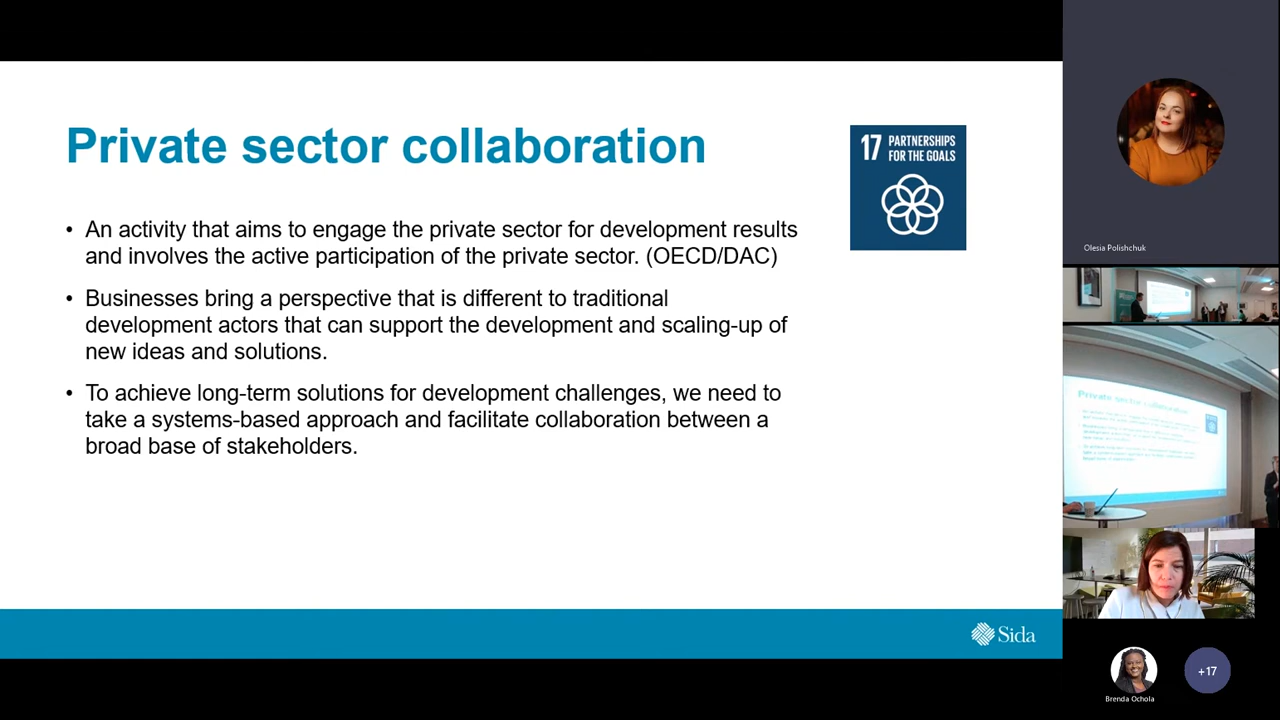 Private sector collaboration
17 PARTNERSHIPS
FOR THE GOALS
• An activity that aims to engage the private sector for development results
and involves the active participation of the private sector. (OECD/DAC)
• Businesses bring a perspective that is different to traditional
development actors that can support the development and scaling-up of
new ideas and solutions.
• To achieve long-term solutions for development challenges, we need to
take a systems-based approach and facilitate collaboration between a
broad base of stakeholders.
Sida
Olesia Polishchuk
Private sector collaboration
Brenda Ochola
+17